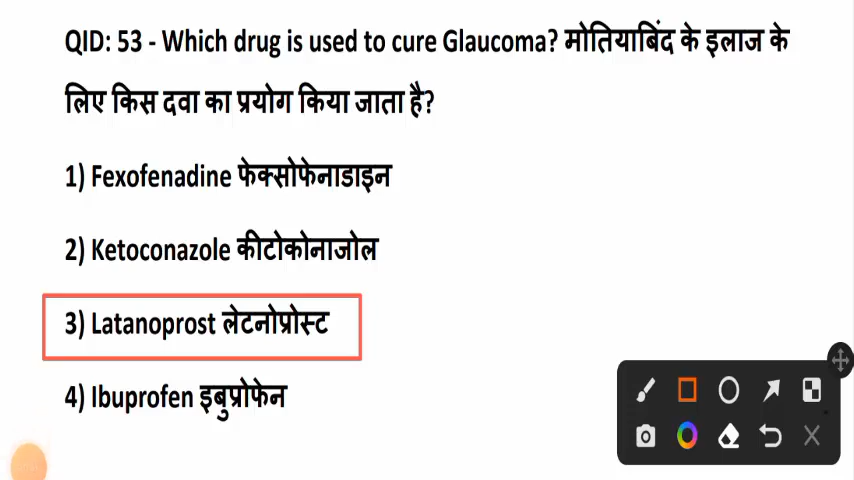 QID: 53 - Which drug is used to cure Glaucoma? मोतियाबिंद के इलाज के
लिए किस दवा का प्रयोग किया जाता है?
1) Fexofenadine फेक्सोफेनाडाइन
2) Ketoconazole कीटोकोनाजोल
3) Latanoprost लेटनोप्रोस्ट
4) Ibuprofen इबुप्रोफेन